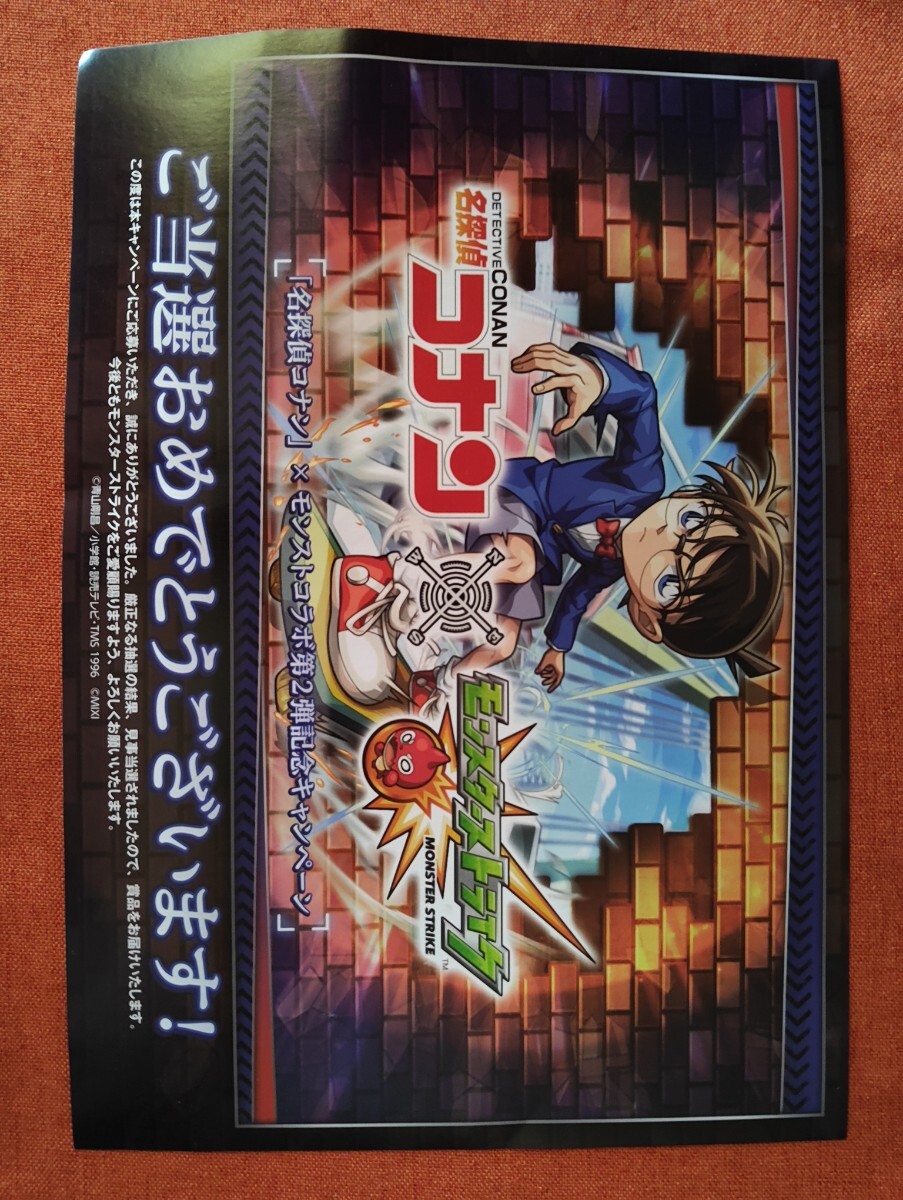 DETECTIVE CONAN
名探偵
コナン
モンスターストライク
MONSTER STRIKE
TM
「名探偵コナン」×モンストコラボ第2弾記念キャンペーン
ご当選おめでとうございます!
この度は本キャンペーンにご応募いただき、誠にありがとうございました。厳正なる抽選の結果、見事当選されましたので、賞品をお届けいたします。
今後ともモンスターストライクをご愛顧賜りますよう、よろしくお願いいたします。
©青山剛昌/小学館・読売テレビ・TMS 1996 ©MIXI